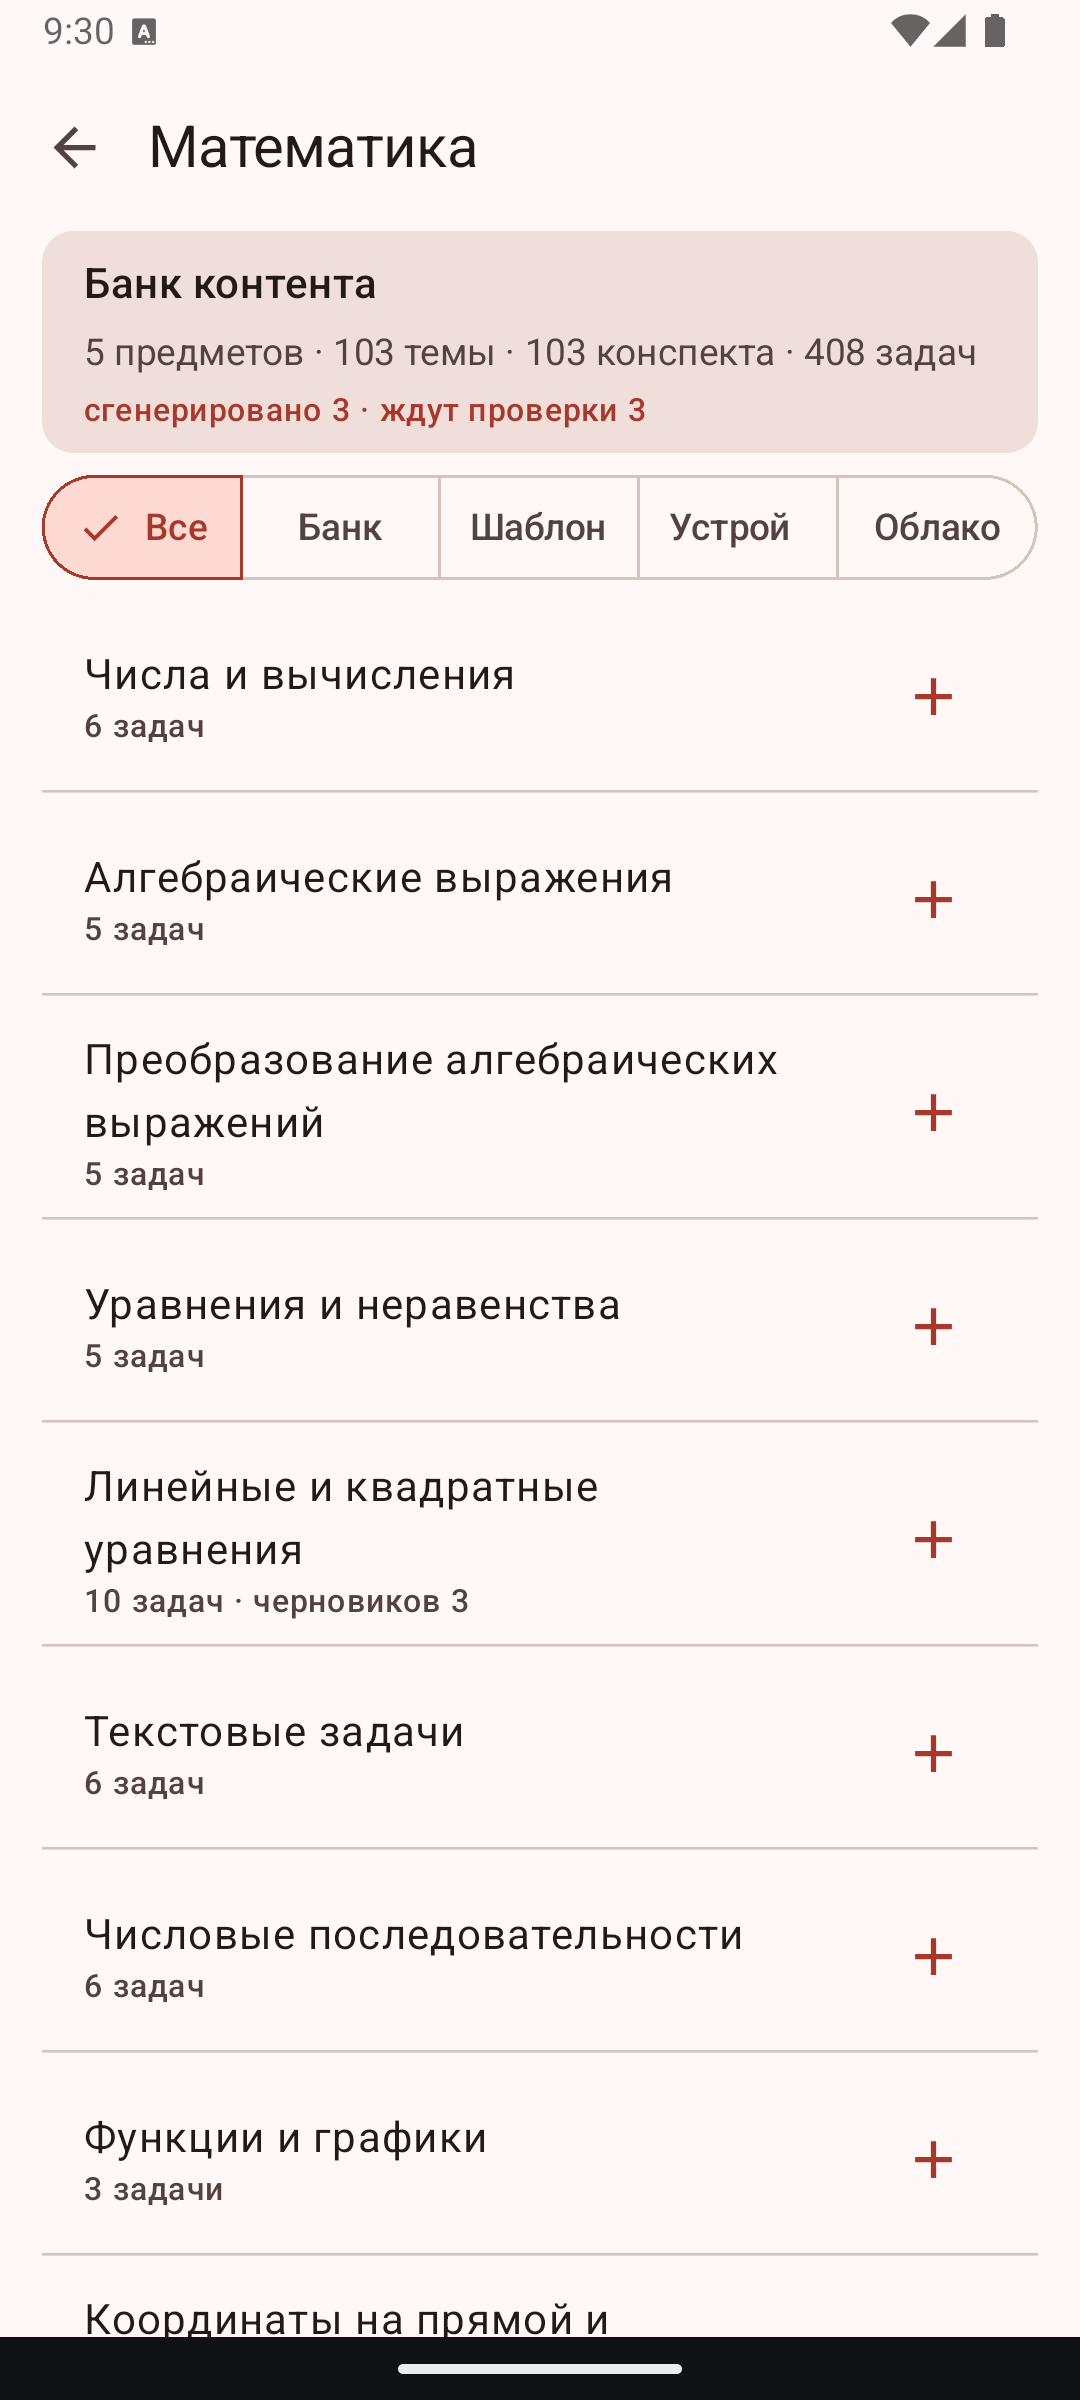 9:30
Математика
Банк контента
5 предметов · 103 темы · 103 конспекта · 408 задач
сгенерировано 3 · ждут проверки 3
Все
Банк
Шаблон
Устрой
Облако
Числа и вычисления
6 задач
Алгебраические выражения
5 задач
Преобразование алгебраических
выражений
5 задач
Уравнения и неравенства
5 задач
Линейные и квадратные
уравнения
10 задач · черновиков 3
Текстовые задачи
6 задач
Числовые последовательности
6 задач
Функции и графики
3 задачи
Координаты на прямой и